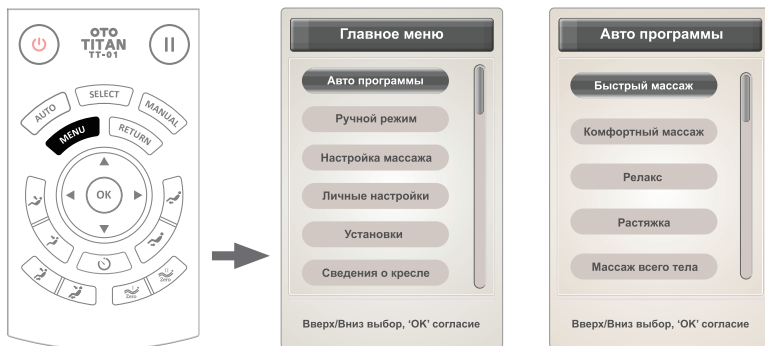 OTO
TITAN
TT-01
AUTO
SELECT
MANUAL
MENU
RETURN
OK
Zero
Zero
Главное меню
Авто программы
Ручной режим
Настройка массажа
Личные настройки
Установки
Сведения о кресле
Вверх/Вниз выбор, ‘OK’ согласие
Авто программы
Быстрый массаж
Комфортный массаж
Релакс
Растяжка
Массаж всего тела
Вверх/Вниз выбор, ‘OK’ согласие